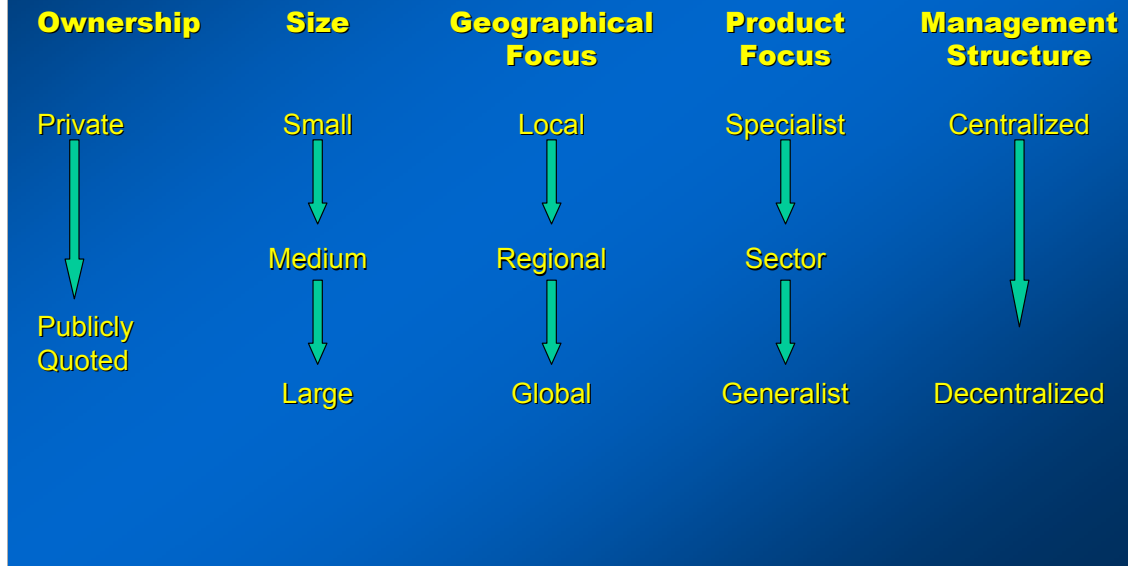 Ownership
Size
Geographical
Focus
Product
Focus
Management
Structure
Private
Small
Local
Specialist
Centralized
Medium
Regional
Sector
Publicly
Quoted
Large
Global
Generalist
Decentralized